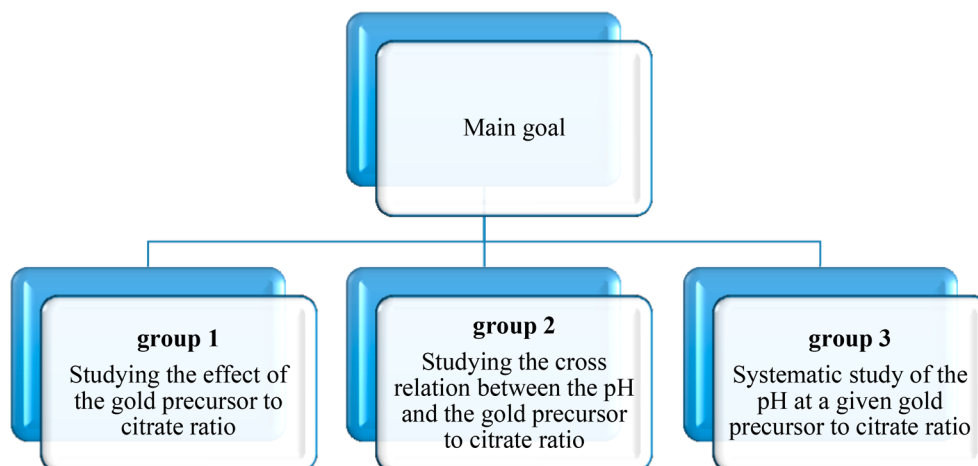 Main goal
group 1
Studying the effect of
the gold precursor to
citrate ratio
group 2
Studying the cross
relation between the pH
and the gold precursor
to citrate ratio
group 3
Systematic study of the
pH at a given gold
precursor to citrate ratio